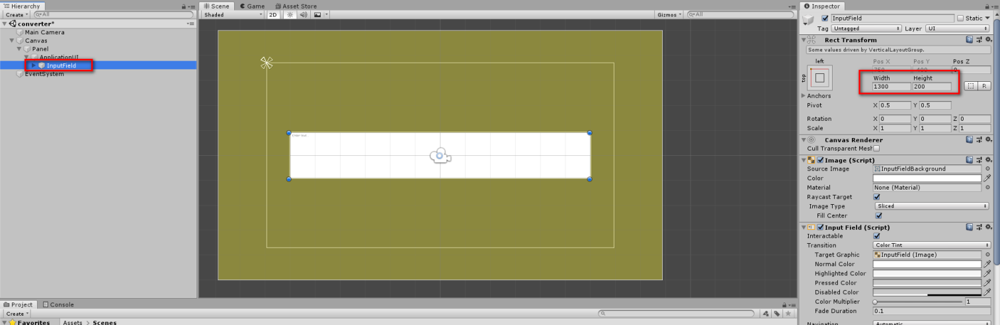 Hierarchy
Create
All
converter*
Main Camera
Canvas
Panel
ApplicationUI
InputField
EventSystem
Scene
Game
Asset Store
Shaded
2D
Gizmos
All
Inspector
InputField
Static
Tag
Untagged
Layer
UI
Rect Transform
Some values driven by VerticalLayoutGroup.
left
Pos X
Pos Y
Pos Z
top
750
-400
0
Width
Height
1300
200
R
Anchors
Pivot
X 0.5
Y 0.5
Rotation
X 0
Y 0
Z 0
Scale
X 1
Y 1
Z 1
Canvas Renderer
Cull Transparent Mesh
Image (Script)
Source Image
InputFieldBackground
Color
Material
None (Material)
Raycast Target
Image Type
Sliced
Fill Center
Input Field (Script)
Interactable
Transition
Color Tint
Target Graphic
InputField (Image)
Normal Color
Highlighted Color
Pressed Color
Disabled Color
Color Multiplier
1
Fade Duration
0.1
Navigation
Automatic
Project
Console
Create
Favorites
Assets > Scenes